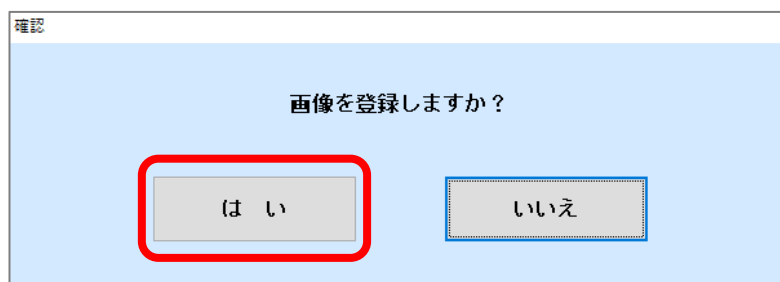 確認
画像を登録しますか？
は　い
いいえ